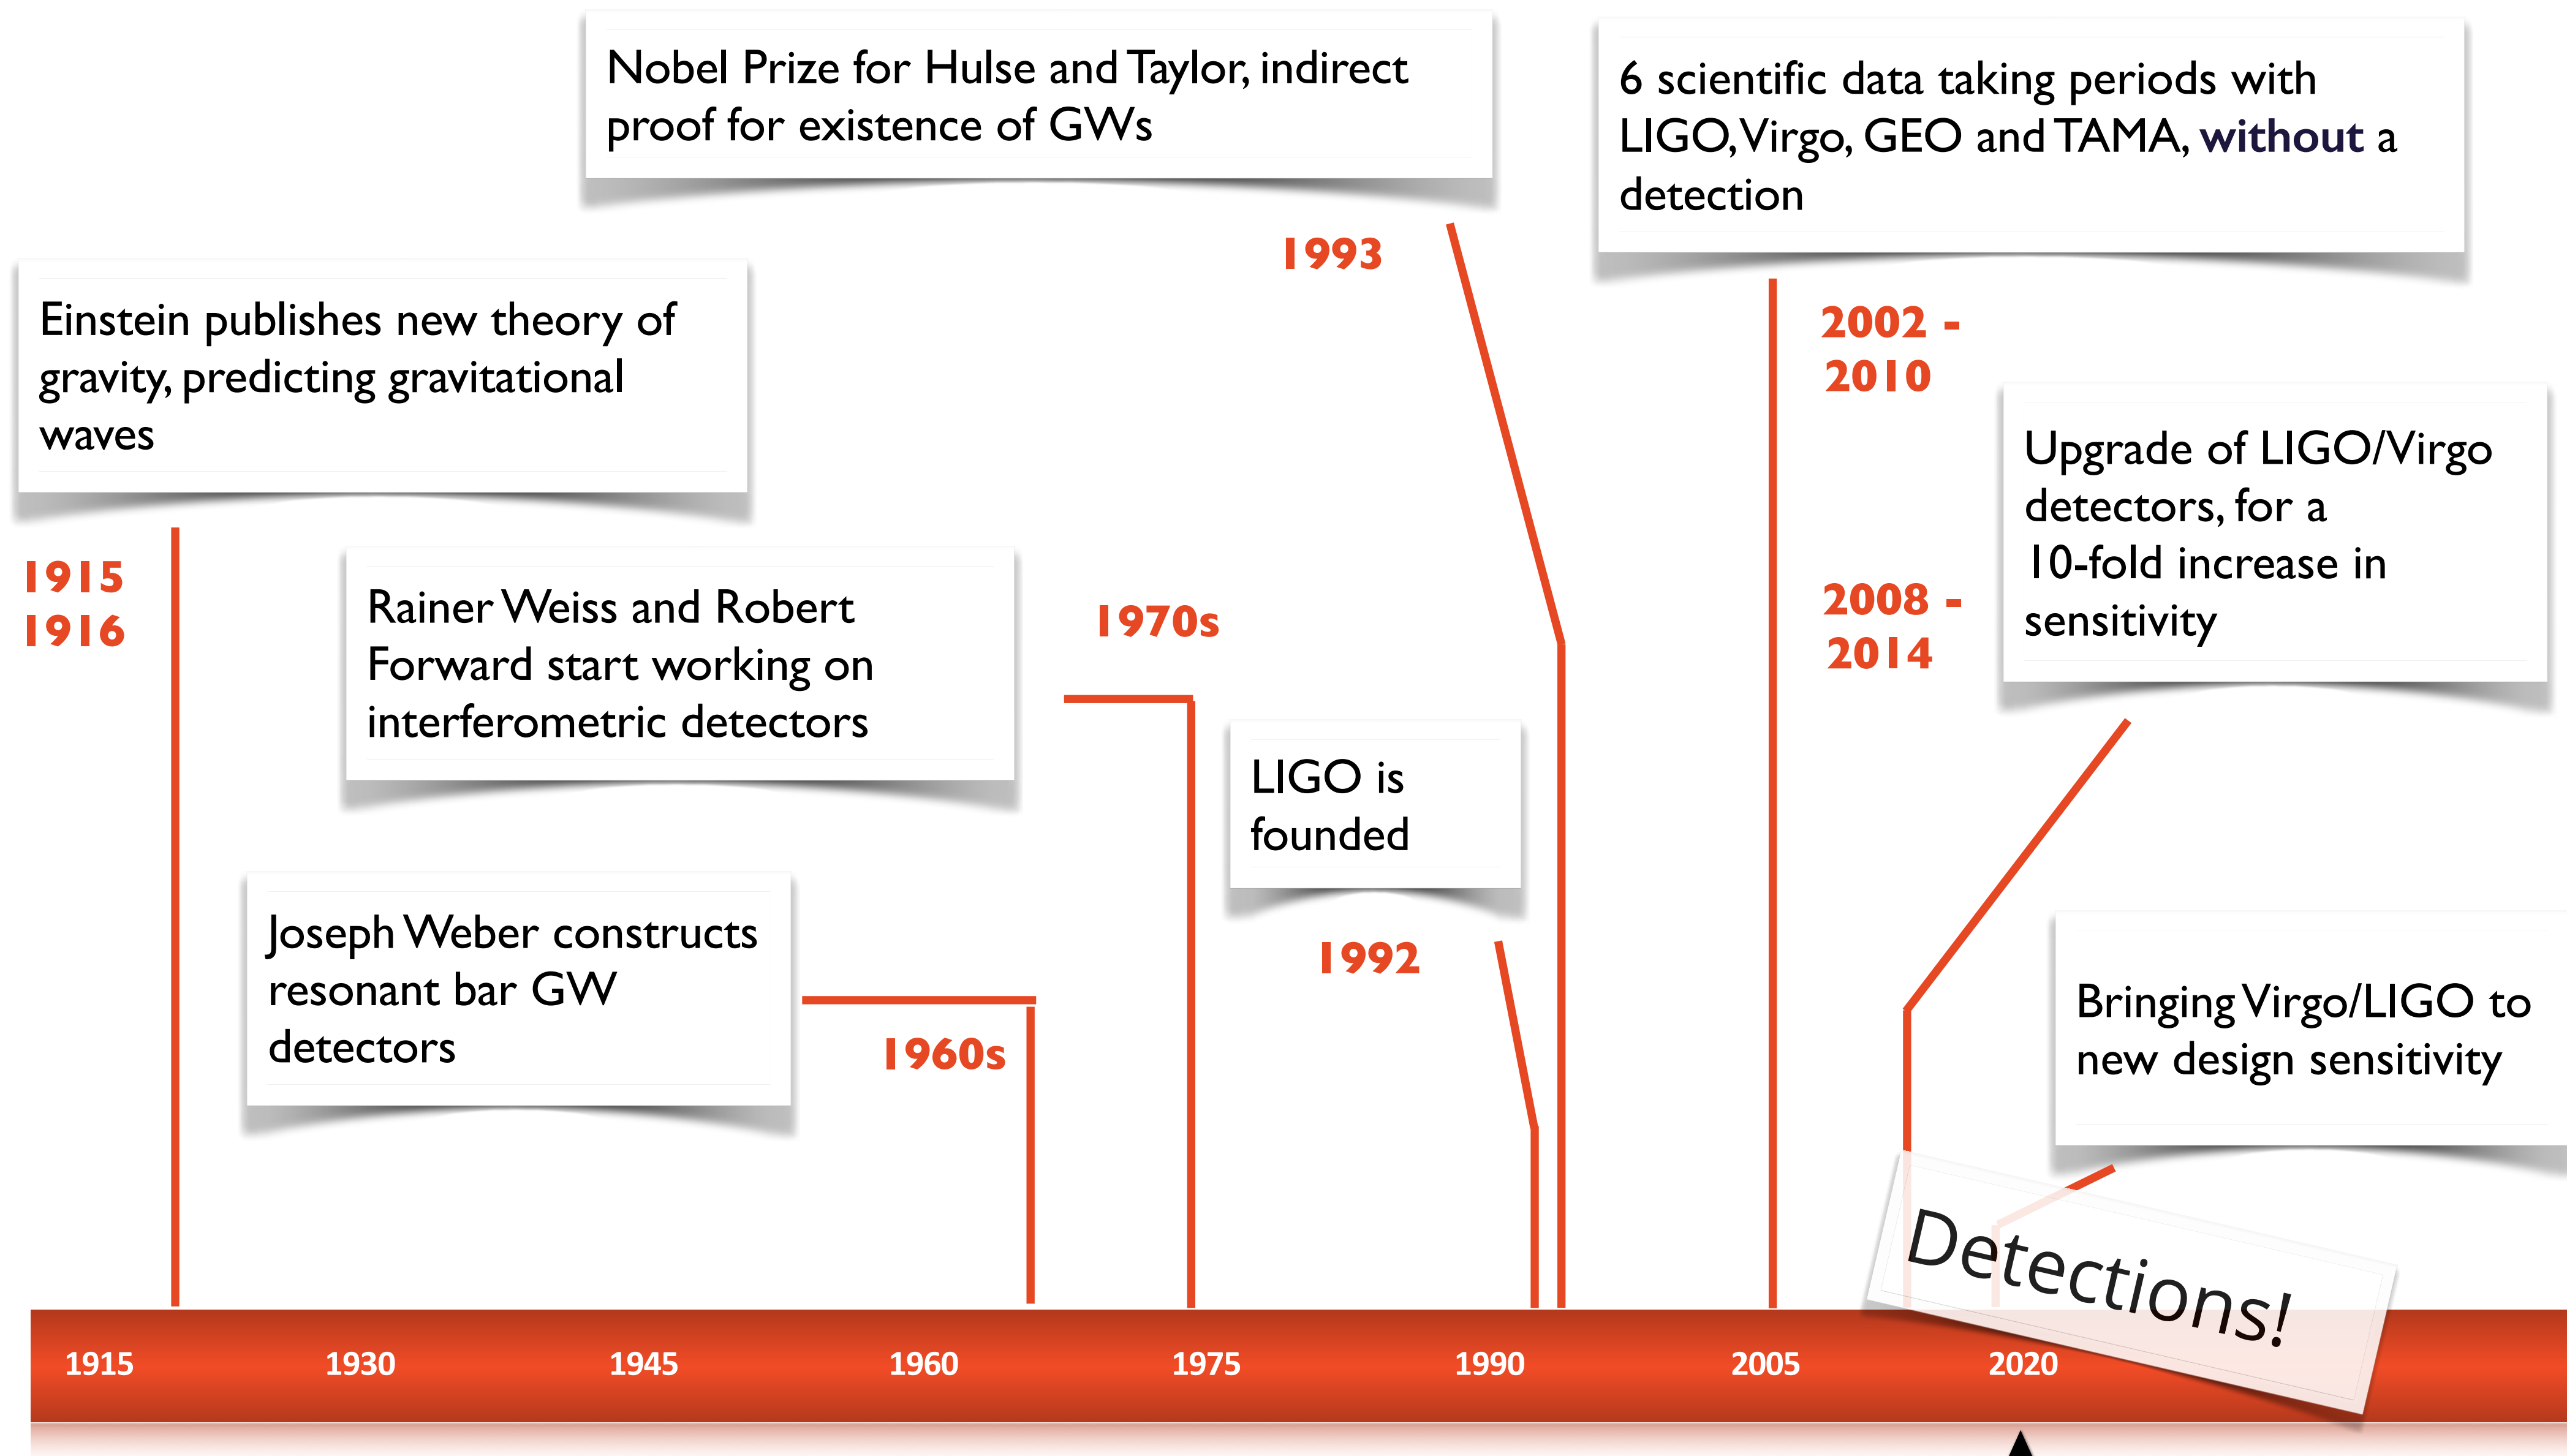 Nobel Prize for Hulse and Taylor, indirect
proof for existence of GWs
1993
6 scientific data taking periods with
LIGO, Virgo, GEO and TAMA, without a
detection
2002 -
2010
Einstein publishes new theory of
gravity, predicting gravitational
waves
1915
1916
Rainer Weiss and Robert
Forward start working on
interferometric detectors
1970s
Upgrade of LIGO/Virgo
detectors, for a
10-fold increase in
sensitivity
2008 -
2014
LIGO is
founded
1992
Joseph Weber constructs
resonant bar GW
detectors
1960s
Bringing Virgo/LIGO to
new design sensitivity
Detections!
1915 1930 1945 1960 1975 1990 2005 2020